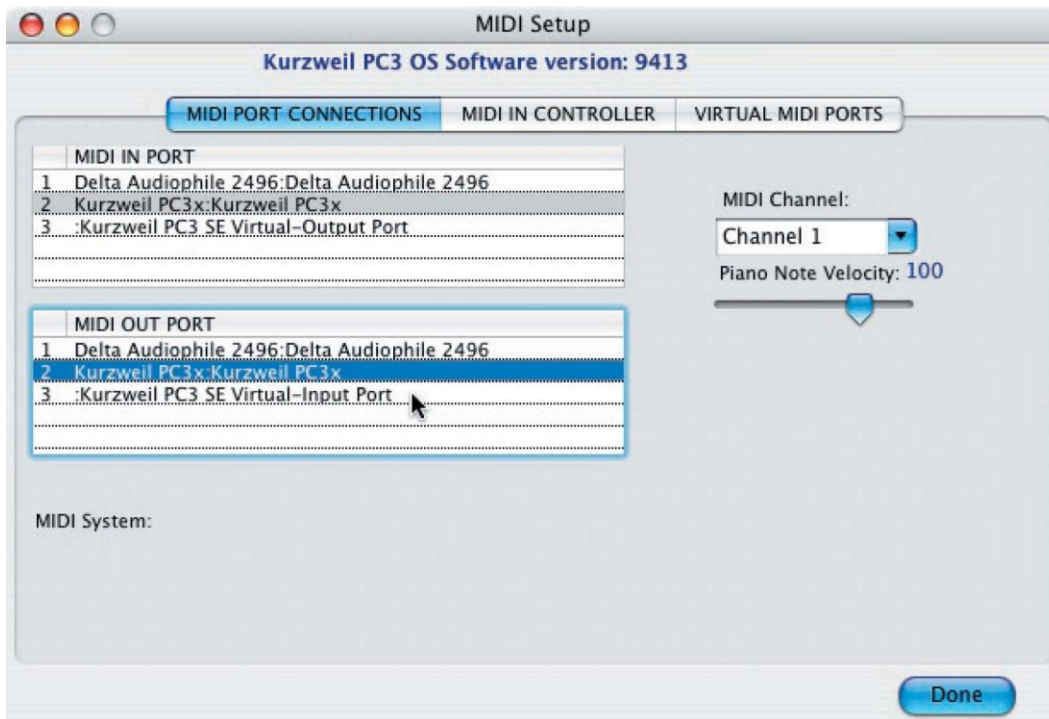 MIDI Setup
Kurzweil PC3 OS Software version: 9413
MIDI PORT CONNECTIONS MIDI IN CONTROLLER VIRTUAL MIDI PORTS
MIDI IN PORT
1 Delta Audiophile 2496:Delta Audiophile 2496
2 Kurzweil PC3x:Kurzweil PC3x
3 :Kurzweil PC3 SE Virtual-Output Port
MIDI Channel:
Channel 1
Piano Note Velocity: 100
MIDI OUT PORT
1 Delta Audiophile 2496:Delta Audiophile 2496
2 Kurzweil PC3x:Kurzweil PC3x
3 :Kurzweil PC3 SE Virtual-Input Port
MIDI System:
Done